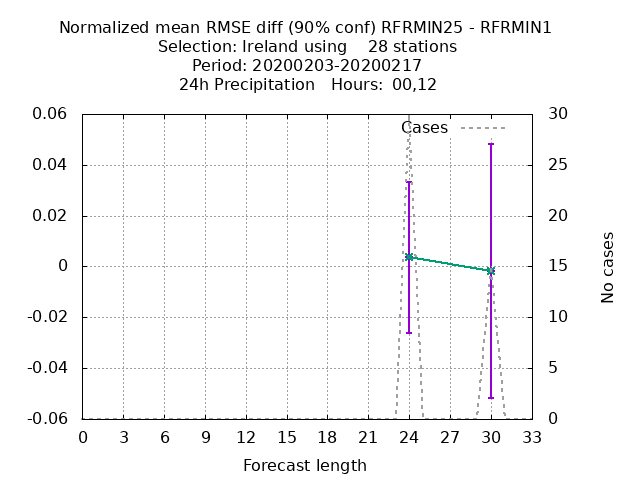 Normalized mean RMSE diff (90% conf) RFRMIN25 - RFRMIN1
Selection: Ireland using    28 stations
Period: 20200203-20200217
24h Precipitation   Hours:  00,12
Cases
0.06
0.04
0.02
0
-0.02
-0.04
-0.06
30
25
20
15
10
5
0
No cases
0 3 6 9 12 15 18 21 24 27 30 33
Forecast length